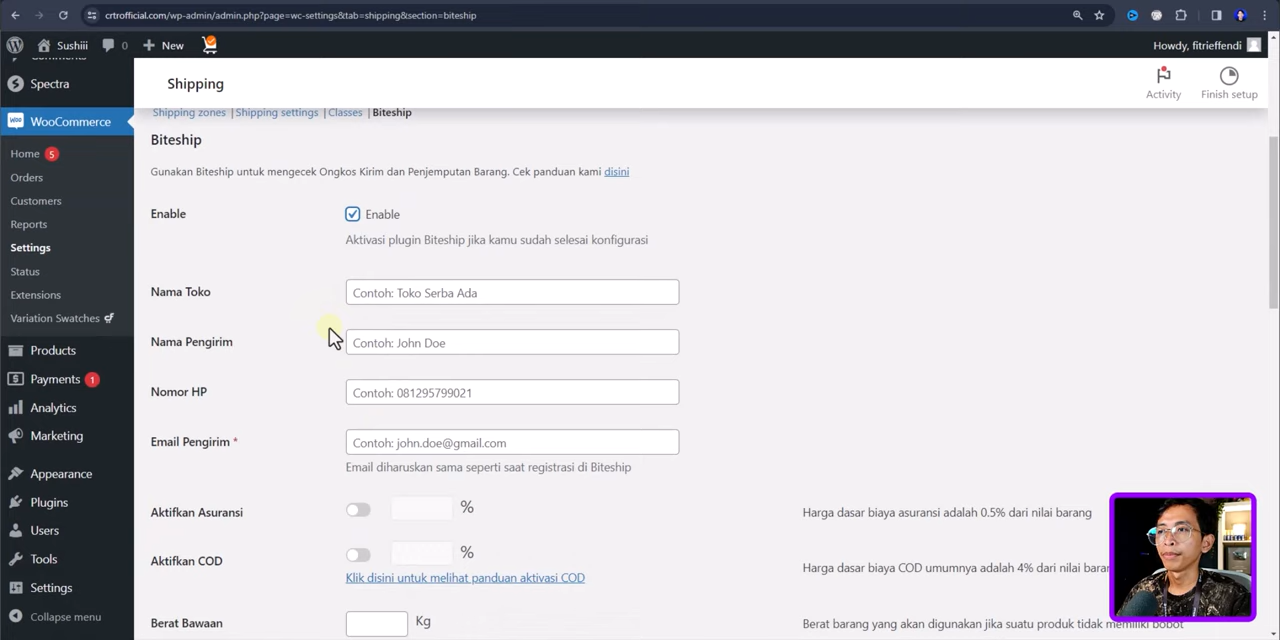 crtrofficial.com/wp-admin/admin.php?page=wc-settings&tab=shipping&section=biteship
Sushiii
0
New
Howdy, fitrieffendi
Comments
Spectra
WooCommerce
Home 5
Orders
Customers
Reports
Settings
Status
Extensions
Variation Swatches
Products
Payments 1
Analytics
Marketing
Appearance
Plugins
Users
Tools
Settings
Collapse menu
Shipping
Activity
Finish setup
Shipping zones | Shipping settings | Classes | Biteship
Biteship
Gunakan Biteship untuk mengecek Ongkos Kirim dan Penjemputan Barang. Cek panduan kami disini
Enable
Enable
Aktivasi plugin Biteship jika kamu sudah selesai konfigurasi
Nama Toko
Contoh: Toko Serba Ada
Nama Pengirim
Contoh: John Doe
Nomor HP
Contoh: 081295799021
Email Pengirim *
Contoh: john.doe@gmail.com
Email diharuskan sama seperti saat registrasi di Biteship
Aktifkan Asuransi
%
Harga dasar biaya asuransi adalah 0.5% dari nilai barang
Aktifkan COD
%
Klik disini untuk melihat panduan aktivasi COD
Harga dasar biaya COD umumnya adalah 4% dari nilai
Berat Bawaan
Kg
Berat barang yang akan digunakan jika suatu produk tidak memiliki bobot